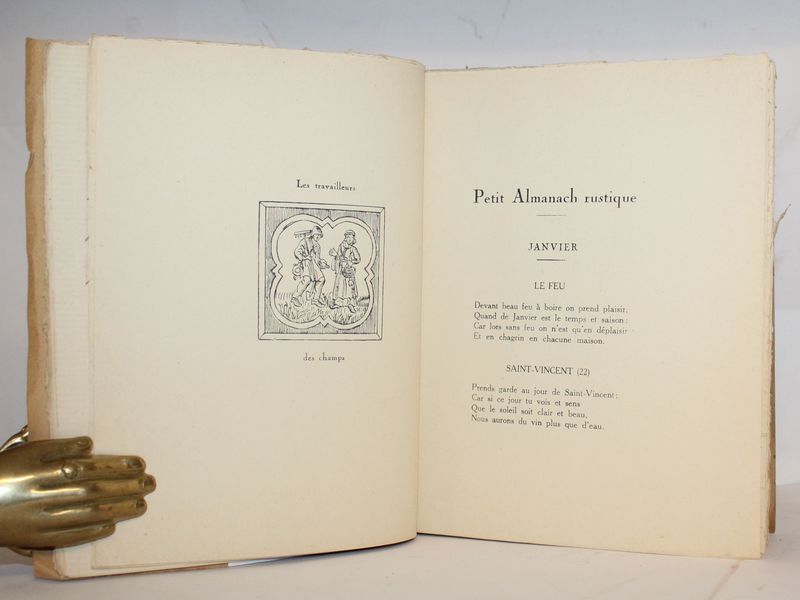 Les travailleurs
des champs
Petit Almanach rustique
JANVIER
LE FEU
Devant beau feu à boire on prend plaisir,
Quand de Janvier est le temps et saison :
Car lors sans feu on n'est qu'en déplaisir
Et en chagrin en chacune maison.
SAINT-VINCENT (22)
Prends garde au jour de Saint-Vincent :
Car si ce jour tu vois et sens
Que le soleil soit clair et beau,
Nous aurons du vin plus que d'eau.